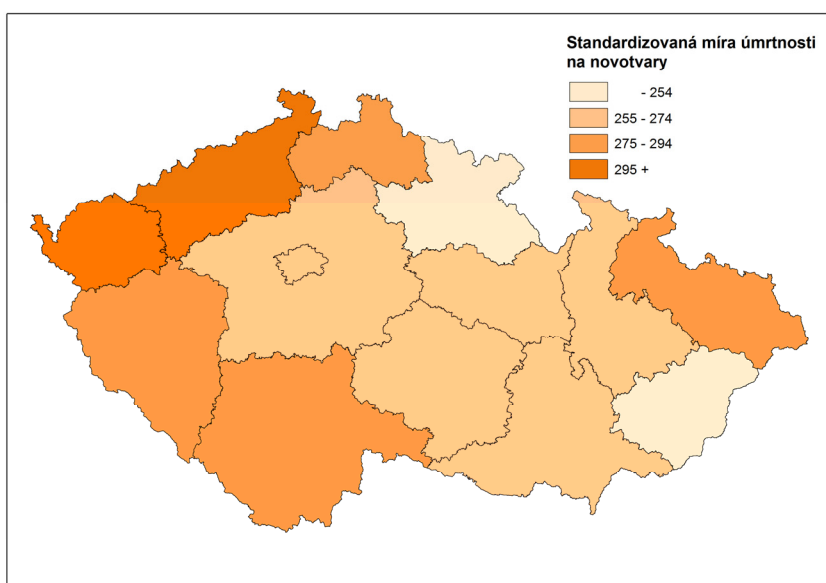 Standardizovaná míra úmrtnosti
na novotvary
- 254
255 - 274
275 - 294
295 +